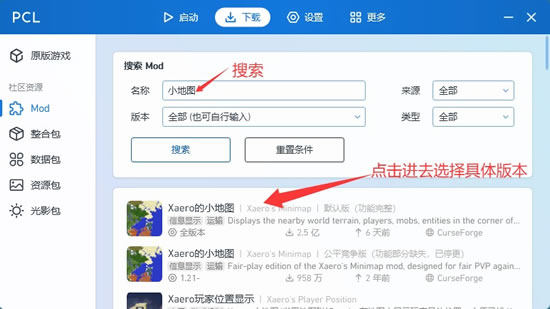 PCL
启动
下载
设置
更多
原版游戏
社区资源
Mod
整合包
数据包
资源包
光影包
搜索 Mod
搜索
名称
小地图
来源
全部
版本
全部 (也可自行输入)
类型
全部
搜索
重置条件
点击进去选择具体版本
Xaero的小地图 | Xaero's Minimap | 默认版 (功能完整)
信息显示 运输 Displays the nearby world terrain, players, mobs, entities in the corner of...
全版本 2.5 亿 6 天前 CurseForge
Xaero的小地图 | Xaero's Minimap | 公平竞争版 (功能部分缺失, 已停更)
信息显示 运输 Fair-play edition of the Xaero's Minimap mod, designed for fair PVP again...
1.21- 958 万 2 年前 CurseForge
Xaero玩家位置显示 | Xaero's Player Position